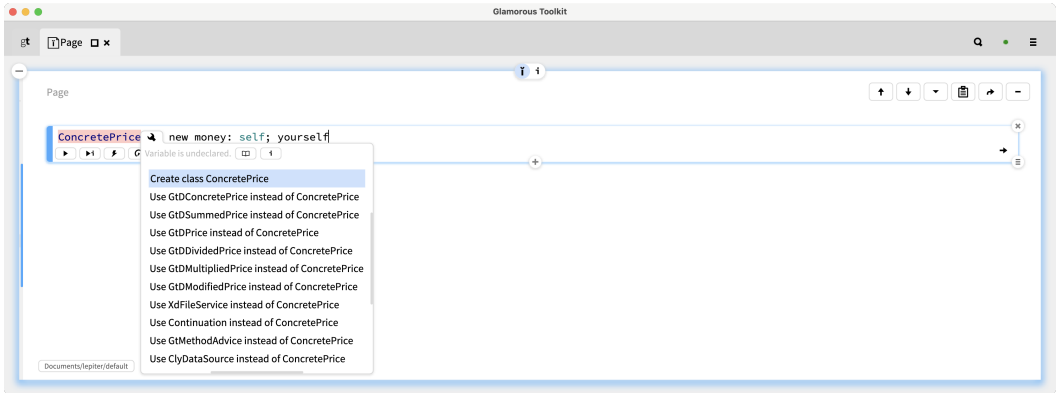 Glamorous Toolkit
gt Page
Page
ConcretePrice new money: self; yourself
Variable is undeclared.
Create class ConcretePrice
Use GtDConcretePrice instead of ConcretePrice
Use GtDSummedPrice instead of ConcretePrice
Use GtDPrice instead of ConcretePrice
Use GtDDividedPrice instead of ConcretePrice
Use GtDMultipliedPrice instead of ConcretePrice
Use GtDModifiedPrice instead of ConcretePrice
Use XdFileService instead of ConcretePrice
Use Continuation instead of ConcretePrice
Use GtMethodAdvice instead of ConcretePrice
Use ClyDataSource instead of ConcretePrice
Documents/lepiter/default